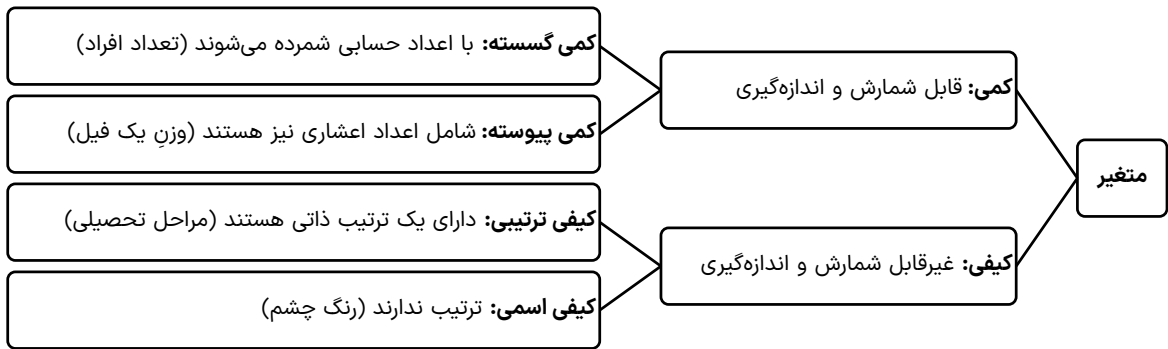 متغیر
کمی: قابل شمارش و اندازه‌گیری
کمی گسسته: با اعداد حسابی شمرده می‌شوند (تعداد افراد)
کمی پیوسته: شامل اعداد اعشاری نیز هستند (وزنِ یک فیل)
کیفی: غیرقابل شمارش و اندازه‌گیری
کیفی ترتیبی: دارای یک ترتیب ذاتی هستند (مراحل تحصیلی)
کیفی اسمی: ترتیب ندارند (رنگ چشم)